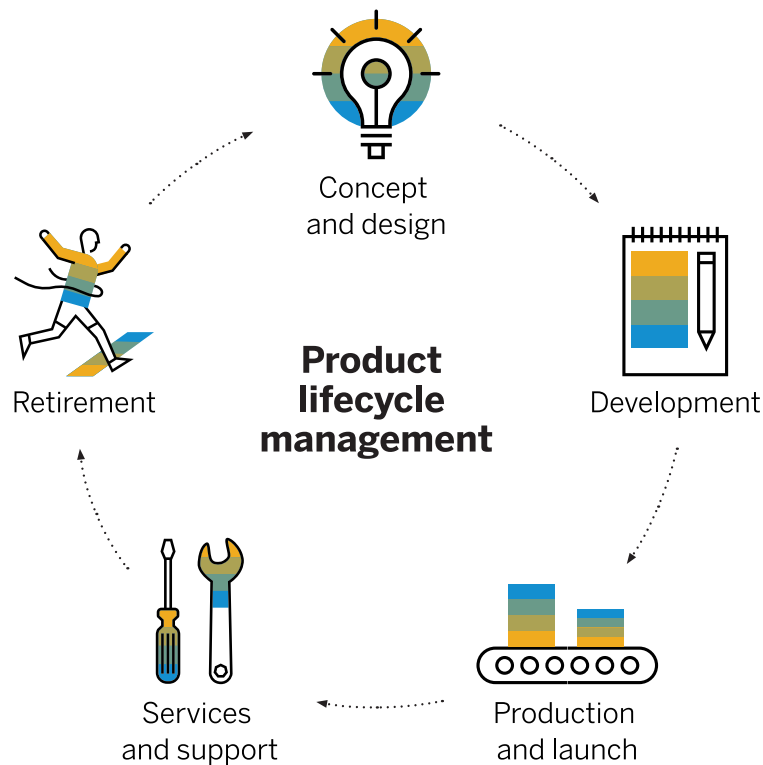 Concept
and design
Development
Production
and launch
Services
and support
Retirement
Product
lifecycle
management